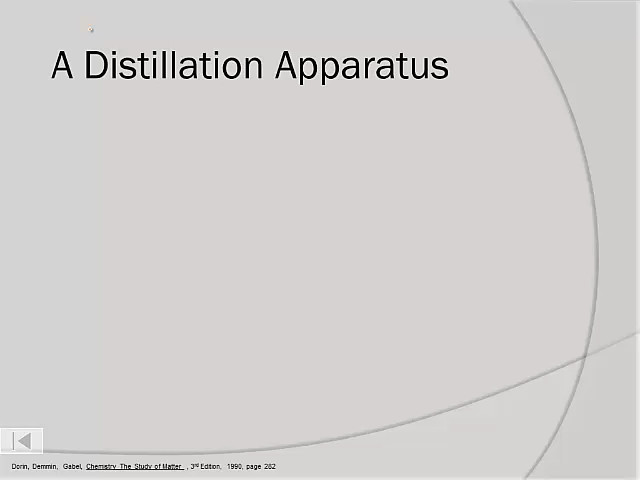 A Distillation Apparatus
Dorin, Demmin, Gabel, Chemistry The Study of Matter , 3rd Edition, 1990, page 282